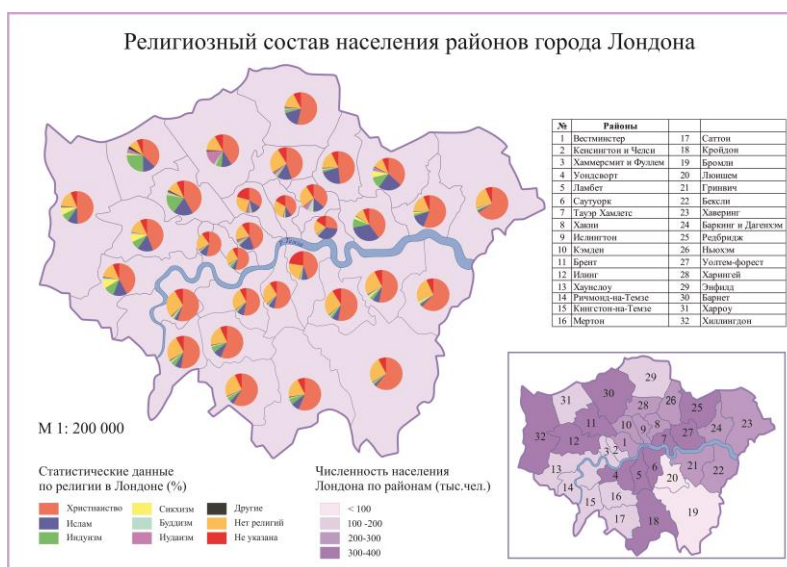 Религиозный состав населения районов города Лондона
№ Районы
1 Вестминстер 17 Саттон
2 Кенсингтон и Челси 18 Кройдон
3 Хаммерсмит и Фуллем 19 Бромли
4 Уондсворт 20 Люишем
5 Ламбет 21 Гринвич
6 Саутуорк 22 Бексли
7 Тауэр Хамлетс 23 Хаверинг
8 Хакни 24 Баркинг и Дагенхэм
9 Ислингтон 25 Редбридж
10 Кэмден 26 Ньюхэм
11 Брент 27 Уолтем-форест
12 Илинг 28 Харингей
13 Хаунслоу 29 Энфилд
14 Ричмонд-на-Темзе 30 Барнет
15 Кингстон-на-Темзе 31 Харроу
16 Мертон 32 Хиллингдон
р. Темза
М 1: 200 000
Статистические данные
по религии в Лондоне (%)
Христианство
Ислам
Индуизм
Сикхизм
Буддизм
Иудаизм
Другие
Нет религий
Не указана
Численность населения
Лондона по районам (тыс.чел.)
< 100
100 -200
200-300
300-400
29
31
30
28
26
25
11
10
9
8
24
23
32
12
1
7
27
3
2
13
4
5
6
21
22
14
20
15
16
17
18
19